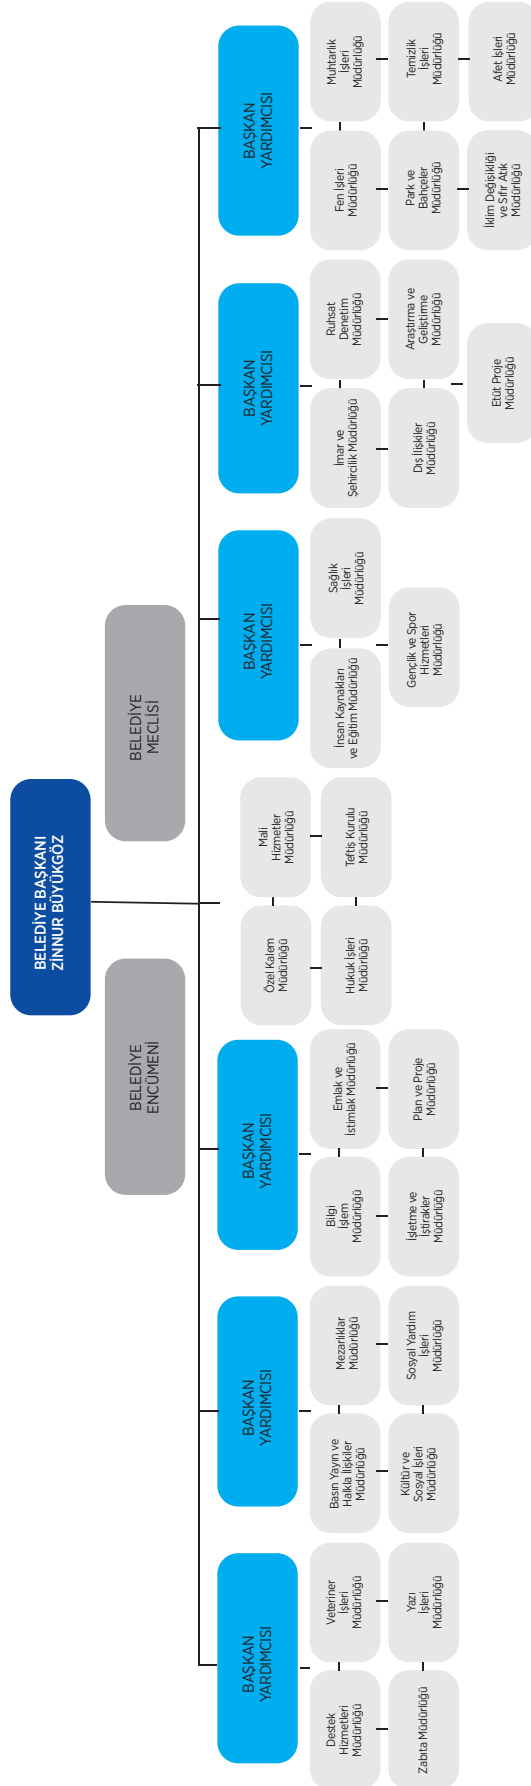 BELEDİYE BAŞKANI
ZİNNUR BÜYÜKGÖZ
BELEDİYE
ENCÜMENİ
BELEDİYE
MECLİSİ
BAŞKAN
YARDIMCISI
Destek
Hizmetleri
Müdürlüğü
Veteriner
İşleri
Müdürlüğü
Zabıta Müdürlüğü
Yazı
İşleri
Müdürlüğü
BAŞKAN
YARDIMCISI
Basın Yayın ve
Halkla İlişkiler
Müdürlüğü
Mezarlıklar
Müdürlüğü
Kültür ve
Sosyal İşleri
Müdürlüğü
Sosyal Yardım
İşleri
Müdürlüğü
BAŞKAN
YARDIMCISI
Bilgi
İşlem
Müdürlüğü
Emlak ve
İstimlak Müdürlüğü
İşletme ve
İştirakler
Müdürlüğü
Plan ve Proje
Müdürlüğü
Özel Kalem
Müdürlüğü
Mali
Hizmetler
Müdürlüğü
Hukuk İşleri
Müdürlüğü
Teftiş Kurulu
Müdürlüğü
BAŞKAN
YARDIMCISI
İnsan Kaynakları
ve Eğitim Müdürlüğü
Sağlık
İşleri
Müdürlüğü
Gençlik ve Spor
Hizmetleri
Müdürlüğü
BAŞKAN
YARDIMCISI
İmar ve
Şehircilik Müdürlüğü
Ruhsat
Denetim
Müdürlüğü
Dış İlişkiler
Müdürlüğü
Araştırma ve
Geliştirme
Müdürlüğü
Etüt Proje
Müdürlüğü
BAŞKAN
YARDIMCISI
Fen İşleri
Müdürlüğü
Muhtarlık
İşleri
Müdürlüğü
Park ve
Bahçeler
Müdürlüğü
Temizlik
İşleri
Müdürlüğü
İklim Değişikliği
ve Sıfır Atık
Müdürlüğü
Afet İşleri
Müdürlüğü